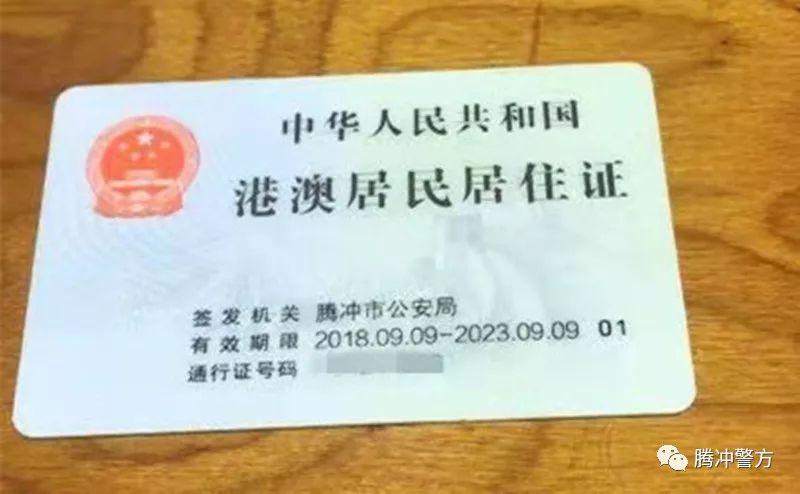 中华人民共和国
港澳居民居住证
签发机关 腾冲市公安局
有效期限 2018.09.09-2023.09.09 01
通行证号码
腾冲警方